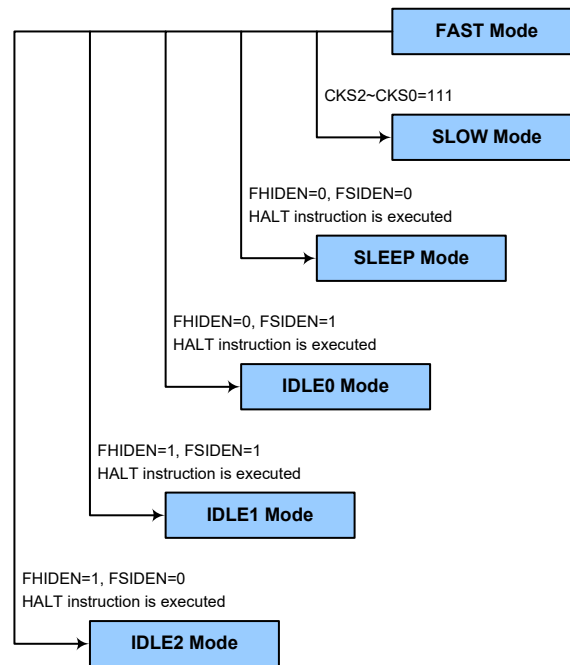 FAST Mode
CKS2~CKS0=111
SLOW Mode
FHIDEN=0, FSIDEN=0
HALT instruction is executed
SLEEP Mode
FHIDEN=0, FSIDEN=1
HALT instruction is executed
IDLE0 Mode
FHIDEN=1, FSIDEN=1
HALT instruction is executed
IDLE1 Mode
FHIDEN=1, FSIDEN=0
HALT instruction is executed
IDLE2 Mode